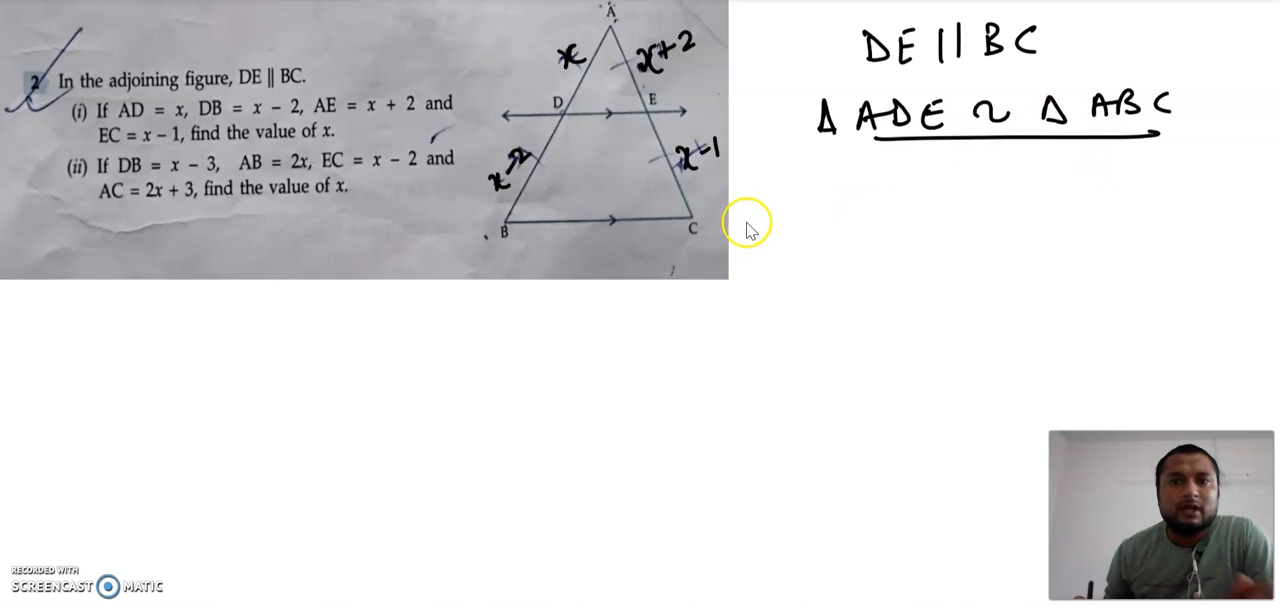 2. In the adjoining figure, DE || BC.
(i) If AD = x, DB = x − 2, AE = x + 2 and
EC = x − 1, find the value of x.
(ii) If DB = x − 3, AB = 2x, EC = x − 2 and
AC = 2x + 3, find the value of x.
A
x
x+2
D
E
x-2
x-1
B
C
DE || BC
Δ ADE ~ Δ ABC
RECORDED WITH
SCREENCAST MATIC